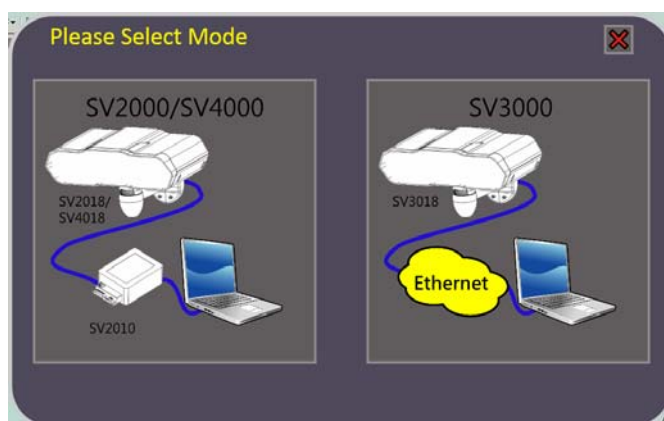 Please Select Mode
SV2000/SV4000
SV2018/
SV4018
SV2010
SV3000
SV3018
Ethernet